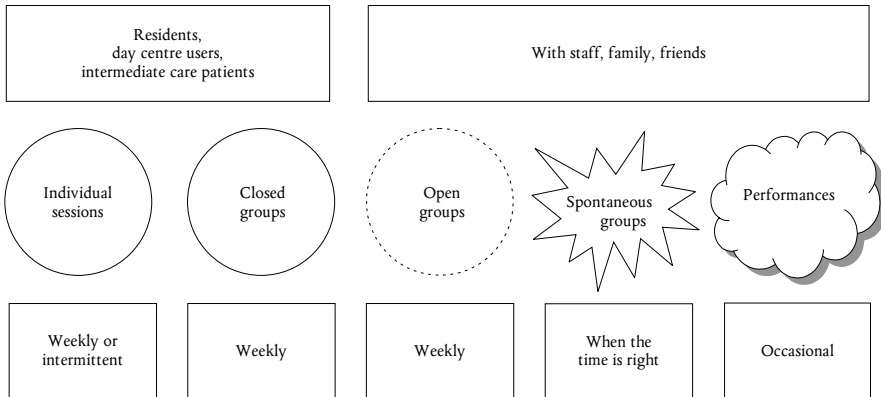 Residents,
day centre users,
intermediate care patients
With staff, family, friends
Individual
sessions
Closed
groups
Open
groups
Spontaneous
groups
Performances
Weekly or
intermittent
Weekly
Weekly
When the
time is right
Occasional